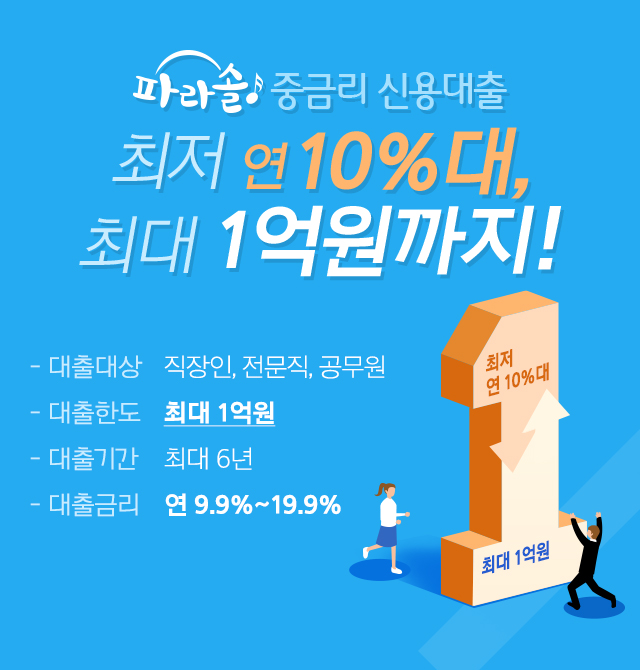 파라솔 중금리 신용대출
최저 연 10%대,
최대 1억원까지!
- 대출대상 직장인, 전문직, 공무원
- 대출한도 최대 1억원
- 대출기간 최대 6년
- 대출금리 연 9.9%~19.9%
최저
연 10%대
최대 1억원